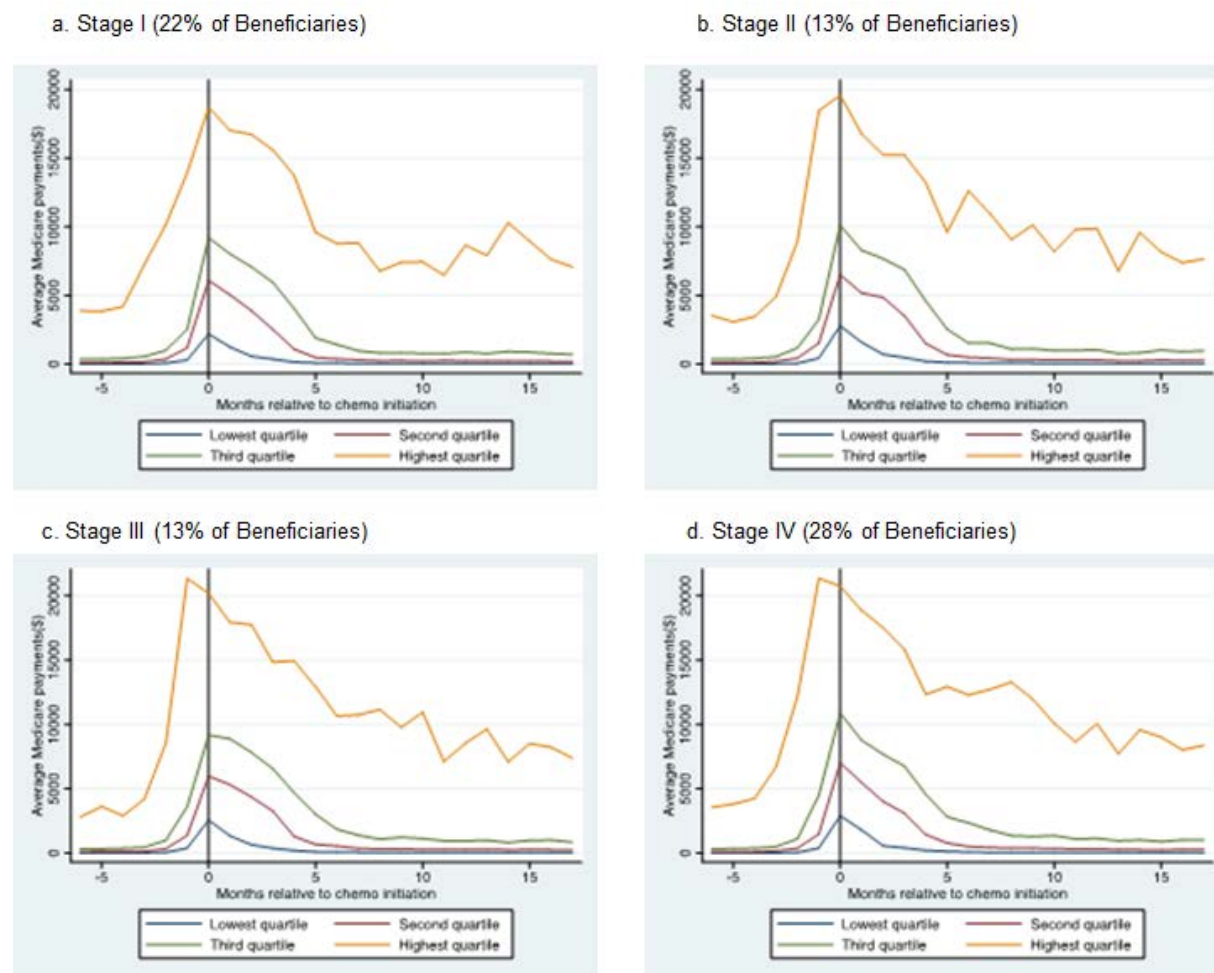 a. Stage I (22% of Beneficiaries)
Average Medicare payments($)
20000
15000
10000
5000
0
-5 0 5 10 15
Months relative to chemo initiation
Lowest quartile Second quartile
Third quartile Highest quartile
b. Stage II (13% of Beneficiaries)
Average Medicare payments($)
20000
15000
10000
5000
0
-5 0 5 10 15
Months relative to chemo initiation
Lowest quartile Second quartile
Third quartile Highest quartile
c. Stage III (13% of Beneficiaries)
Average Medicare payments($)
20000
15000
10000
5000
0
-5 0 5 10 15
Months relative to chemo initiation
Lowest quartile Second quartile
Third quartile Highest quartile
d. Stage IV (28% of Beneficiaries)
Average Medicare payments($)
20000
15000
10000
5000
0
-5 0 5 10 15
Months relative to chemo initiation
Lowest quartile Second quartile
Third quartile Highest quartile